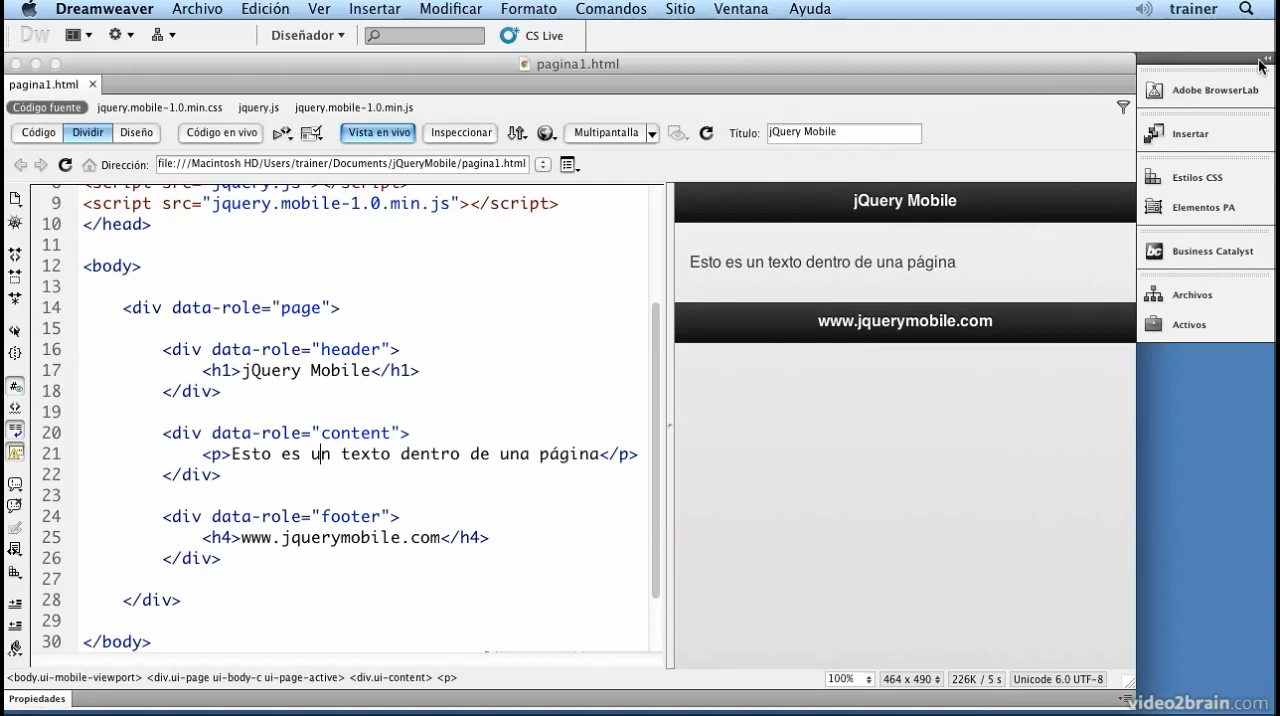 Dreamweaver Archivo Edición Ver Insertar Modificar Formato Comandos Sitio Ventana Ayuda trainer
Dw Diseñador CS Live
pagina1.html
pagina1.html
Código fuente jquery.mobile-1.0.min.css jquery.js jquery.mobile-1.0.min.js
Código Dividir Diseño Código en vivo Vista en vivo Inspeccionar Multipantalla Título: jQuery Mobile
Dirección: file:///Macintosh HD/Users/trainer/Documents/jQueryMobile/pagina1.html
8 <script src="jquery.js"></script>
9 <script src="jquery.mobile-1.0.min.js"></script>
10 </head>
11
12 <body>
13
14 <div data-role="page">
15
16 <div data-role="header">
17 <h1>jQuery Mobile</h1>
18 </div>
19
20 <div data-role="content">
21 <p>Esto es un texto dentro de una página</p>
22 </div>
23
24 <div data-role="footer">
25 <h4>www.jquerymobile.com</h4>
26 </div>
27
28 </div>
29
30 </body>
jQuery Mobile
Esto es un texto dentro de una página
www.jquerymobile.com
Adobe BrowserLab
Insertar
Estilos CSS
Elementos PA
bc Business Catalyst
Archivos
Activos
<body.ui-mobile-viewport> <div.ui-page ui-body-c ui-page-active> <div.ui-content> <p> 100% 464 x 490 226K / 5 s Unicode 6.0 UTF-8
Propiedades
video2brain.com